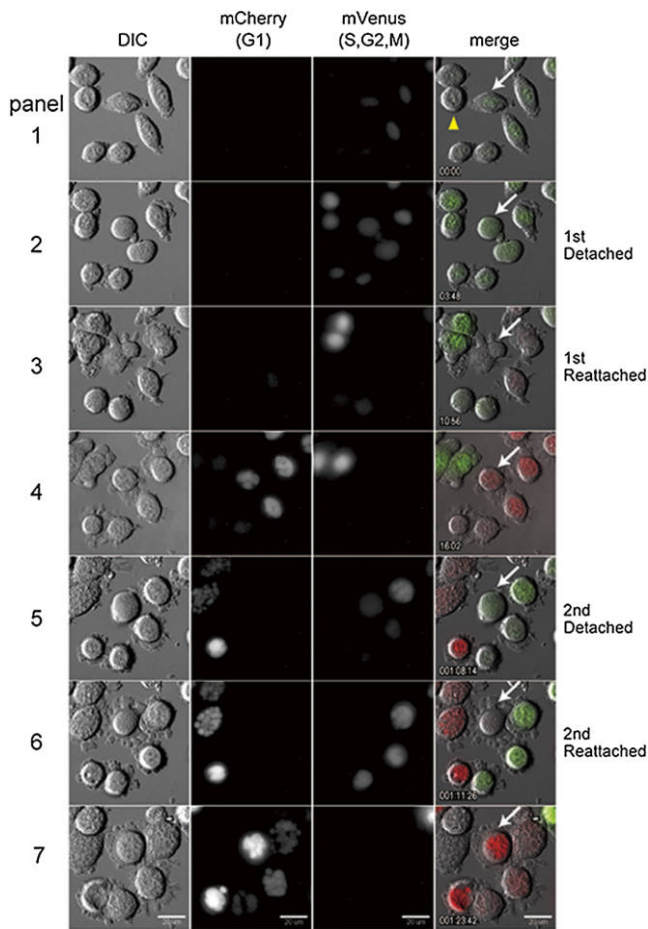 mCherry
mVenus
DIC
(G1)
(S,G2,M)
merge
panel
1
00:00
2
03:48
1st
Detached
3
10:56
1st
Reattached
4
16:02
5
001:08:14
2nd
Detached
6
001:11:26
2nd
Reattached
7
001:23:42
20 µm
20 µm
20 µm
20 µm